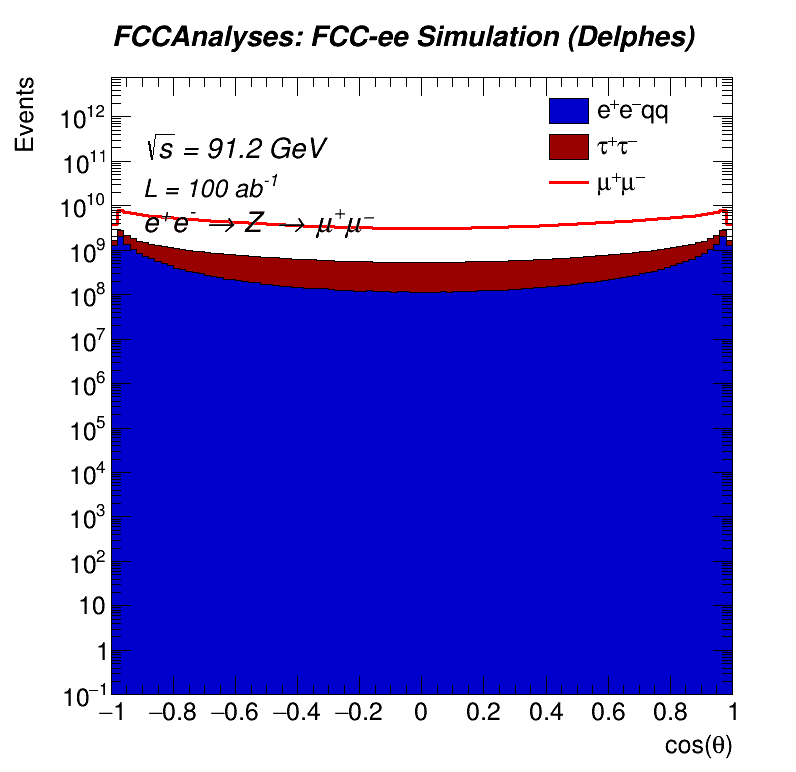 FCCAnalyses: FCC-ee Simulation (Delphes)
Events
10¹²
10¹¹
10¹⁰
10⁹
10⁸
10⁷
10⁶
10⁵
10⁴
10³
10²
10
1
10⁻¹
√s = 91.2 GeV
L = 100 ab⁻¹
e⁺e⁻ → Z → μ⁺μ⁻
e⁺e⁻qq
τ⁺τ⁻
μ⁺μ⁻
−1 −0.8 −0.6 −0.4 −0.2 0 0.2 0.4 0.6 0.8 1
cos(θ)